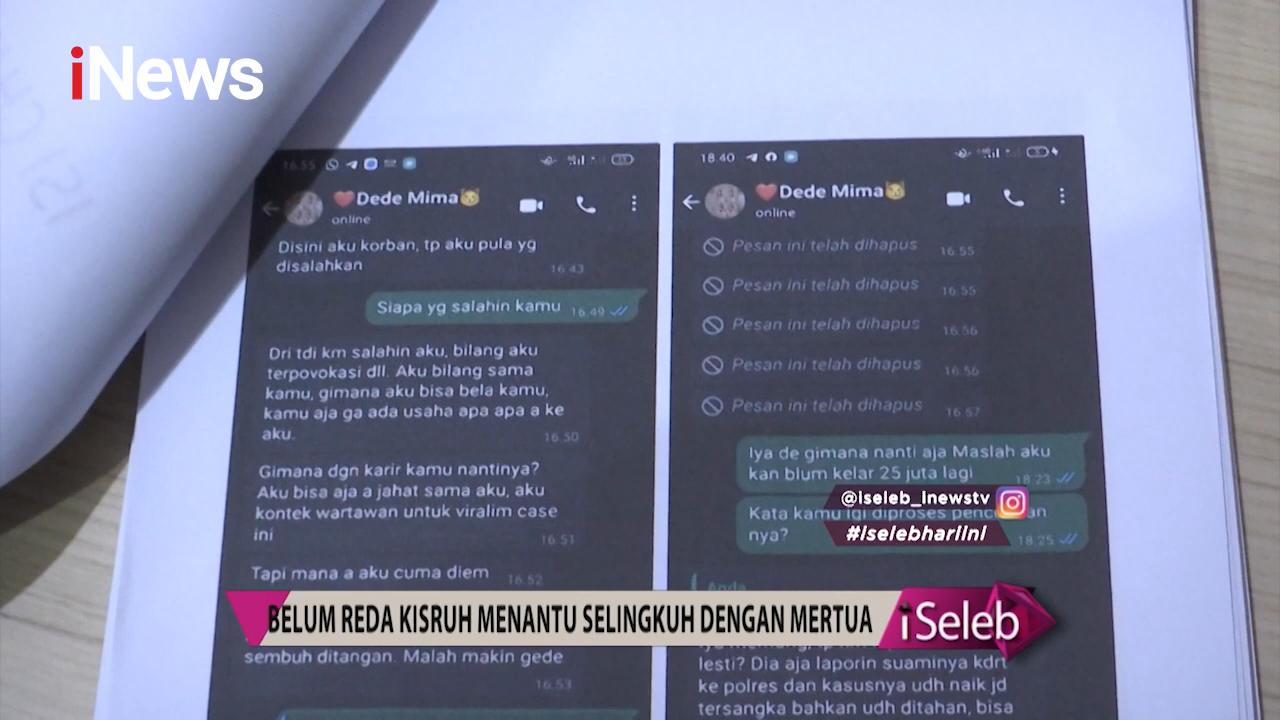 iNews
16.55
❤️Dede Mima😺
online
Disini aku korban, tp aku pula yg
disalahkan
16.43
Siapa yg salahin kamu
16.49
Dri tdi km salahin aku, bilang aku
terpovokasi dll. Aku bilang sama
kamu, gimana aku bisa bela kamu,
kamu aja ga ada usaha apa apa a ke
aku.
16.50
Gimana dgn karir kamu nantinya?
Aku bisa aja a jahat sama aku, aku
kontek wartawan untuk viralim case
ini
16.51
Tapi mana a aku cuma diem
16.52
sembuh ditangan. Malah makin gede
16.53
18.40
❤️Dede Mima😺
online
Pesan ini telah dihapus 16.55
Pesan ini telah dihapus 16.55
Pesan ini telah dihapus 16.56
Pesan ini telah dihapus 16.56
Pesan ini telah dihapus 16.57
Iya de gimana nanti aja Maslah aku
kan blum kelar 25 juta lagi
18.23
Kata kamu lgi diproses
nya?
18.25
Anda
lesti? Dia aja laporin suaminya kdrt
ke polres dan kasusnya udh naik jd
tersangka bahkan udh ditahan, bisa
@iseleb_inewstv
#iselebhariini
BELUM REDA KISRUH MENANTU SELINGKUH DENGAN MERTUA
iSeleb